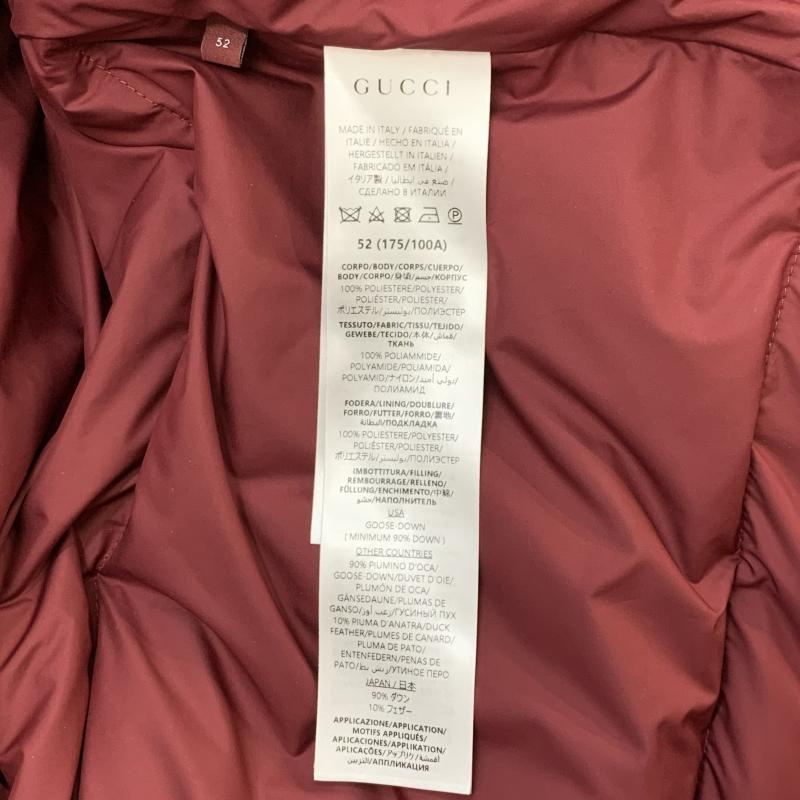 52
GUCCI
MADE IN ITALY / FABRIQUÉ EN
ITALIE / HECHO EN ITALIA /
HERGESTELLT IN ITALIEN /
FABRICADO EM ITÁLIA /
イタリア製 / صنع في ايطاليا /
СДЕЛАНО В ИТАЛИИ
P
52 (175/100A)
CORPO/BODY/CORPS/CUERPO/
BODY/CORPO/身頃/جسم/КОРПУС
100% POLIESTERE/POLYESTER/
POLIÉSTER/POLYESTER/
ポリエステル/بوليستر/ПОЛИЭСТЕР
TESSUTO/FABRIC/TISSU/TEJIDO/
GEWEBE/TECIDO/本体/قماش/
ТКАНЬ
100% POLIAMMIDE/
POLYAMIDE/POLIAMIDA/
POLYAMID/ナイロン/بولي أميد/
ПОЛИАМИД
FODERA/LINING/DOUBLURE/
FORRO/FUTTER/FORRO/裏地/
البطانة/ПОДКЛАДКА
100% POLIESTERE/POLYESTER/
POLIÉSTER/POLYESTER/
ポリエステル/بوليستر/ПОЛИЭСТЕР
IMBOTTITURA/FILLING/
REMBOURRAGE/RELLENO/
FÜLLUNG/ENCHIMENTO/中綿/
حشو/НАПОЛНИТЕЛЬ
USA
GOOSE-DOWN
( MINIMUM 90% DOWN )
OTHER COUNTRIES
90% PIUMINO D'OCA/
GOOSE-DOWN/DUVET D'OIE/
PLUMÓN DE OCA/
GÄNSEDAUNE/PLUMAS DE
GANSO/زغب أوز/ГУСИНЫЙ ПУХ
10% PIUMA D'ANATRA/DUCK
FEATHER/PLUMES DE CANARD/
PLUMA DE PATO/
ENTENFEDERN/PENAS DE
PATO/ريش بط/УТИНОЕ ПЕРО
JAPAN / 日本
90% ダウン
10% フェザー
APPLICAZIONE/APPLICATION/
MOTIFS APPLIQUÉS/
APLICACIONES/APPLIKATION/
APLICAÇÕES/アップリケ/أقمشة
التزيين/АППЛИКАЦИЯ